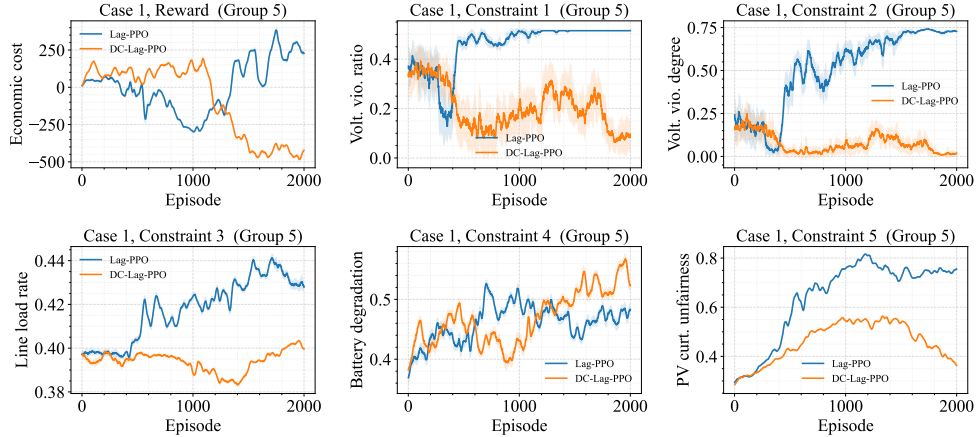 Case 1, Reward (Group 5)
Economic cost
250
0
−250
−500
Lag-PPO
DC-Lag-PPO
0
1000
2000
Episode
Case 1, Constraint 1 (Group 5)
Volt. vio. ratio
0.4
0.2
0.0
Lag-PPO
DC-Lag-PPO
0
1000
2000
Episode
Case 1, Constraint 2 (Group 5)
Volt. vio. degree
0.75
0.50
0.25
0.00
Lag-PPO
DC-Lag-PPO
0
1000
2000
Episode
Case 1, Constraint 3 (Group 5)
Line load rate
0.44
0.42
0.40
0.38
Lag-PPO
DC-Lag-PPO
0
1000
2000
Episode
Case 1, Constraint 4 (Group 5)
Battery degradation
0.5
0.4
Lag-PPO
DC-Lag-PPO
0
1000
2000
Episode
Case 1, Constraint 5 (Group 5)
PV curt. unfairness
0.8
0.6
0.4
Lag-PPO
DC-Lag-PPO
0
1000
2000
Episode